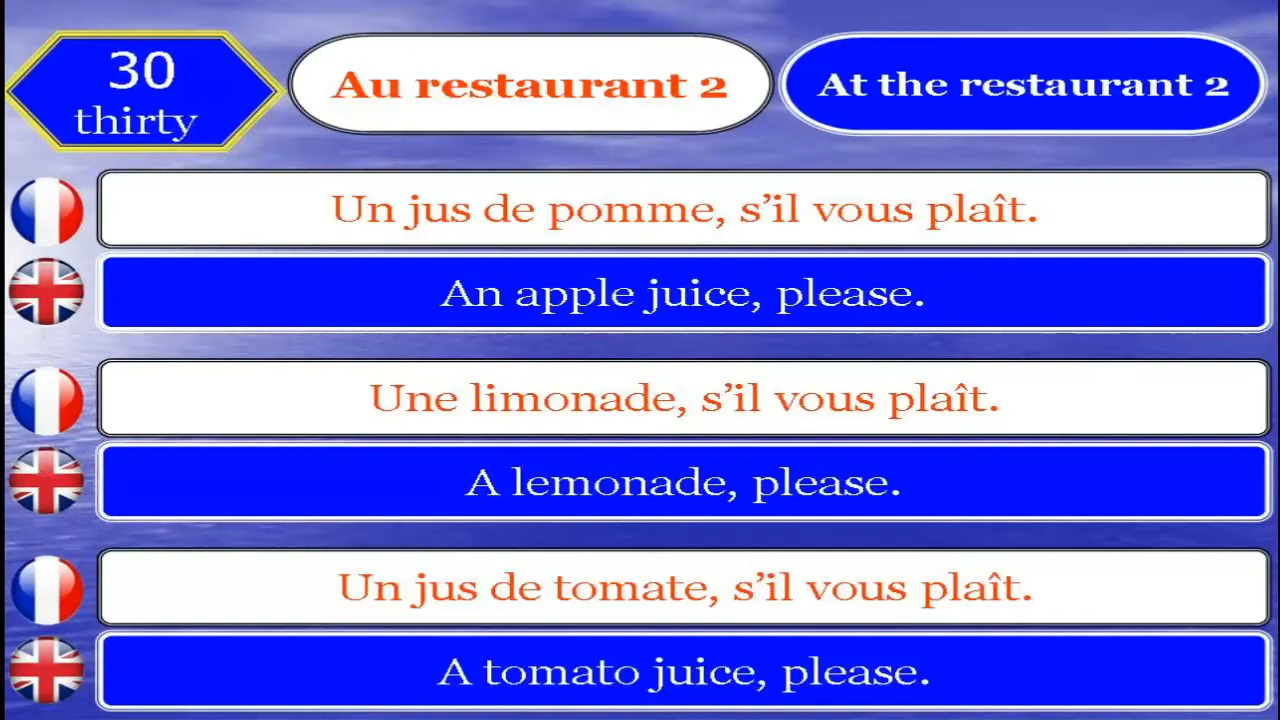 30
thirty
Au restaurant 2
At the restaurant 2
Un jus de pomme, s’il vous plaît.
An apple juice, please.
Une limonade, s’il vous plaît.
A lemonade, please.
Un jus de tomate, s’il vous plaît.
A tomato juice, please.